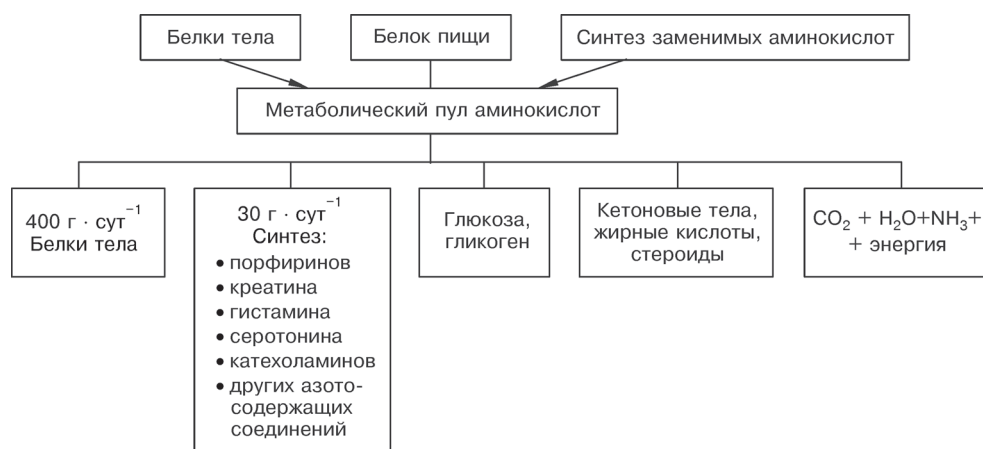 Белки тела
Белок пищи
Синтез заменимых аминокислот
Метаболический пул аминокислот
400 г · сут⁻¹
Белки тела
30 г · сут⁻¹
Синтез:
• порфиринов
• креатина
• гистамина
• серотонина
• катехоламинов
• других азото-
содержащих
соединений
Глюкоза,
гликоген
Кетоновые тела,
жирные кислоты,
стероиды
CO₂ + H₂O+NH₃+
+ энергия